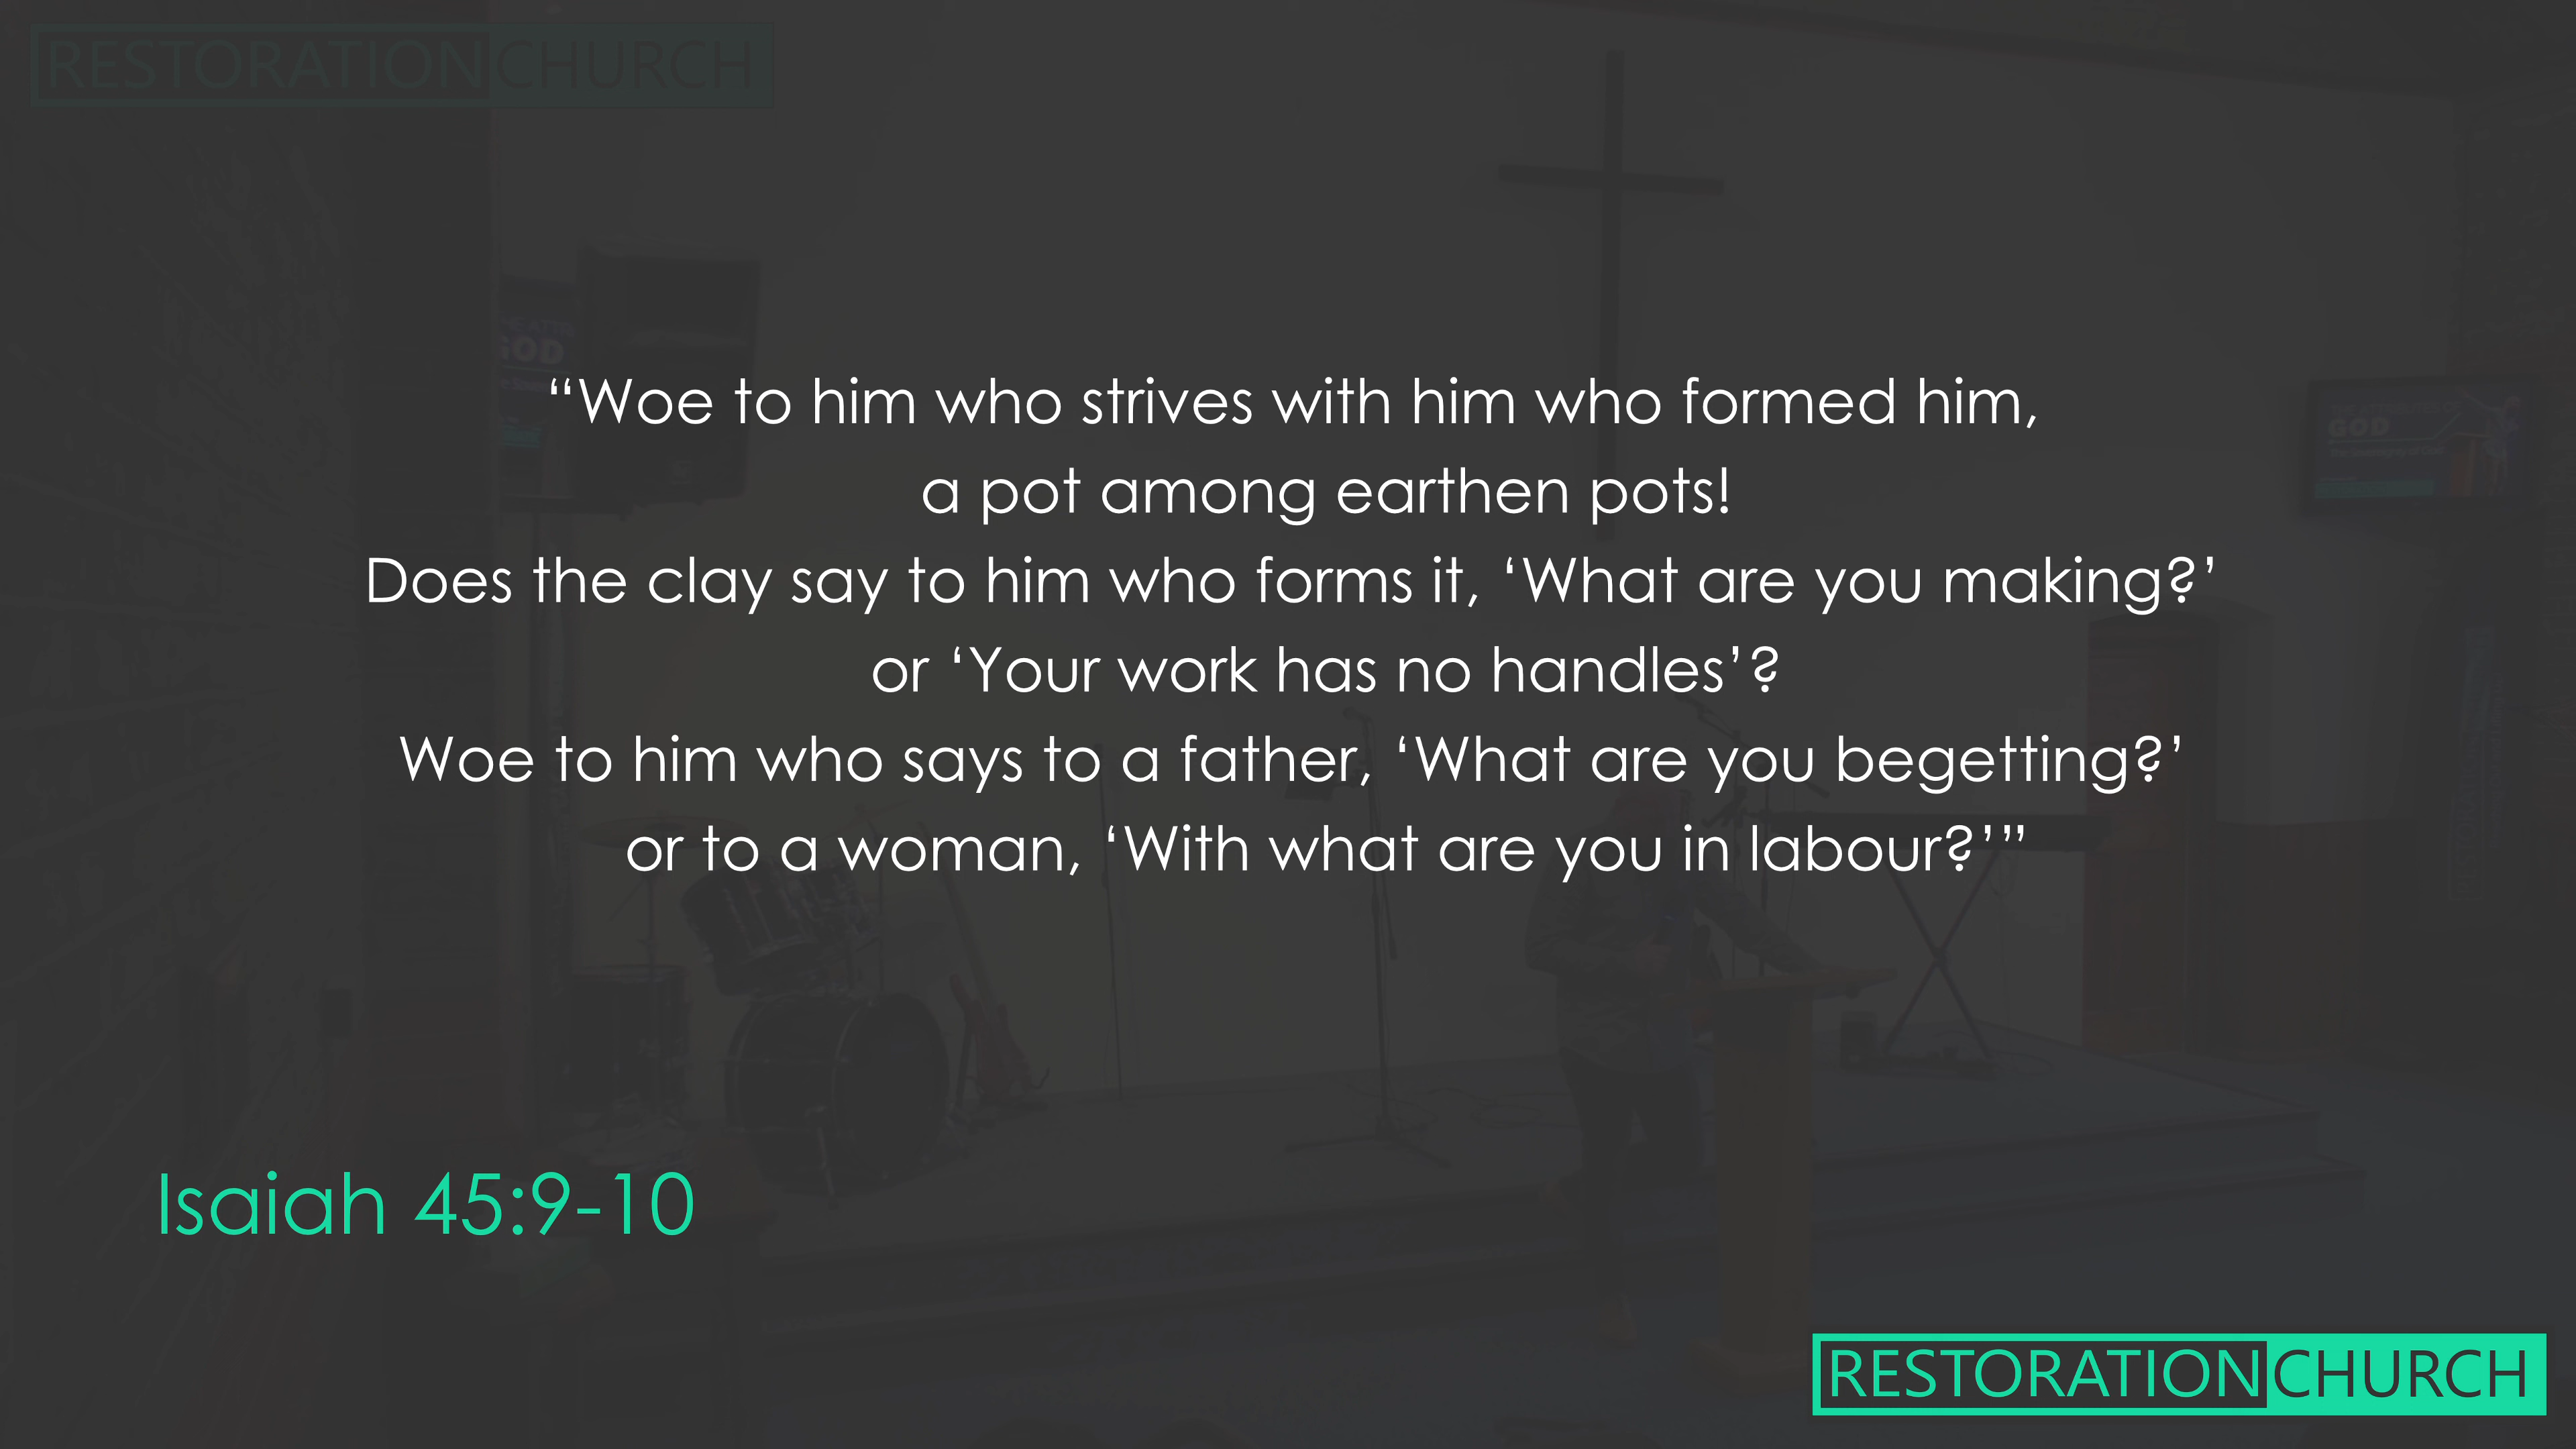 RESTORATIONCHURCH
GOD
GOD
“Woe to him who strives with him who formed him,
a pot among earthen pots!
Does the clay say to him who forms it, ‘What are you making?’
or ‘Your work has no handles’?
Woe to him who says to a father, ‘What are you begetting?’
or to a woman, ‘With what are you in labour?’”
Isaiah 45:9-10
RESTORATIONCHURCH